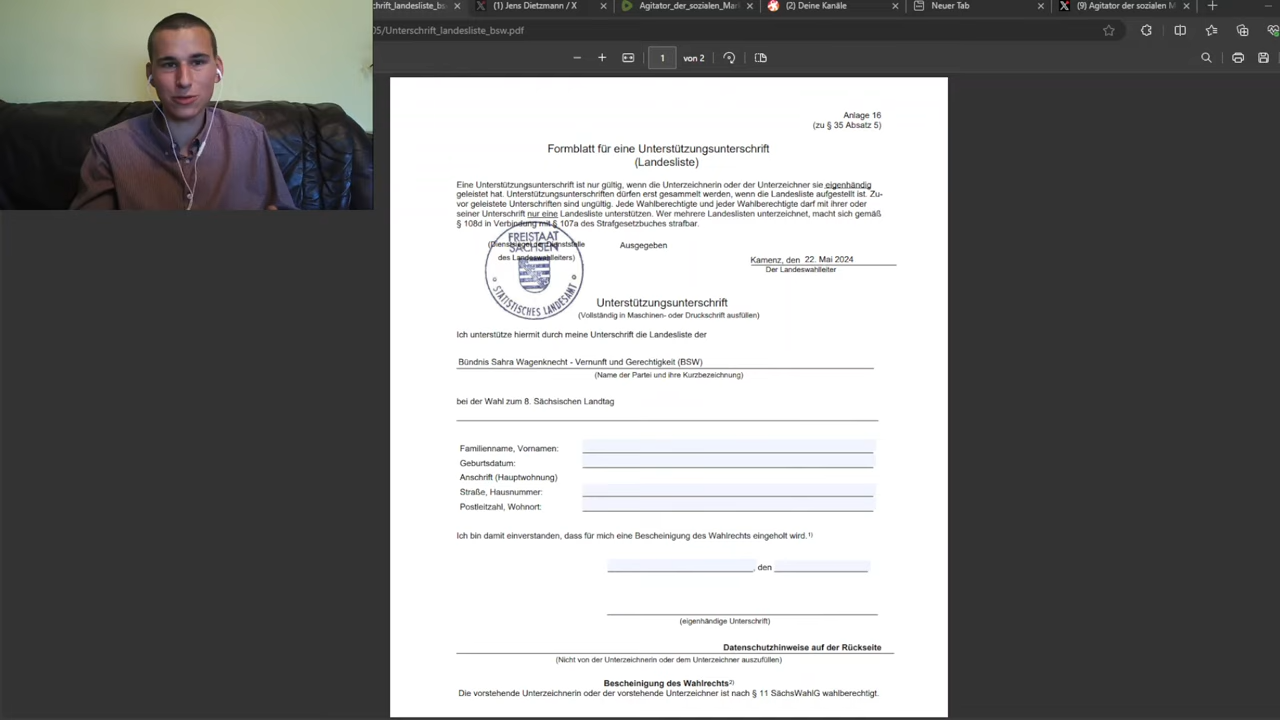 schrift_landesliste_bs
(1) Jens Dietzmann / X
Agitator_der_sozialen_Mar
(2) Deine Kanäle
Neuer Tab
(9) Agitator der sozialen M
05/Unterschrift_landesliste_bsw.pdf
1 von 2
Anlage 16
(zu § 35 Absatz 5)
Formblatt für eine Unterstützungsunterschrift
(Landesliste)
Eine Unterstützungsunterschrift ist nur gültig, wenn die Unterzeichnerin oder der Unterzeichner sie eigenhändig
geleistet hat. Unterstützungsunterschriften dürfen erst gesammelt werden, wenn die Landesliste aufgestellt ist. Zu-
vor geleistete Unterschriften sind ungültig. Jede Wahlberechtigte und jeder Wahlberechtigte darf mit ihrer oder
seiner Unterschrift nur eine Landesliste unterstützen. Wer mehrere Landeslisten unterzeichnet, macht sich gemäß
§ 108d in Verbindung mit § 107a des Strafgesetzbuches strafbar.
FREISTAAT
SACHSEN
(Dienstsiegel der Dienststelle
des Landeswahlleiters)
STATISTISCHES LANDESAMT
Ausgegeben
Kamenz, den 22. Mai 2024
Der Landeswahlleiter
Unterstützungsunterschrift
(Vollständig in Maschinen- oder Druckschrift ausfüllen)
Ich unterstütze hiermit durch meine Unterschrift die Landesliste der
Bündnis Sahra Wagenknecht - Vernunft und Gerechtigkeit (BSW)
(Name der Partei und ihre Kurzbezeichnung)
bei der Wahl zum 8. Sächsischen Landtag
Familienname, Vornamen:
Geburtsdatum:
Anschrift (Hauptwohnung)
Straße, Hausnummer:
Postleitzahl, Wohnort:
Ich bin damit einverstanden, dass für mich eine Bescheinigung des Wahlrechts eingeholt wird.¹⁾
, den
(eigenhändige Unterschrift)
Datenschutzhinweise auf der Rückseite
(Nicht von der Unterzeichnerin oder dem Unterzeichner auszufüllen)
Bescheinigung des Wahlrechts²⁾
Die vorstehende Unterzeichnerin oder der vorstehende Unterzeichner ist nach § 11 SächsWahlG wahlberechtigt.